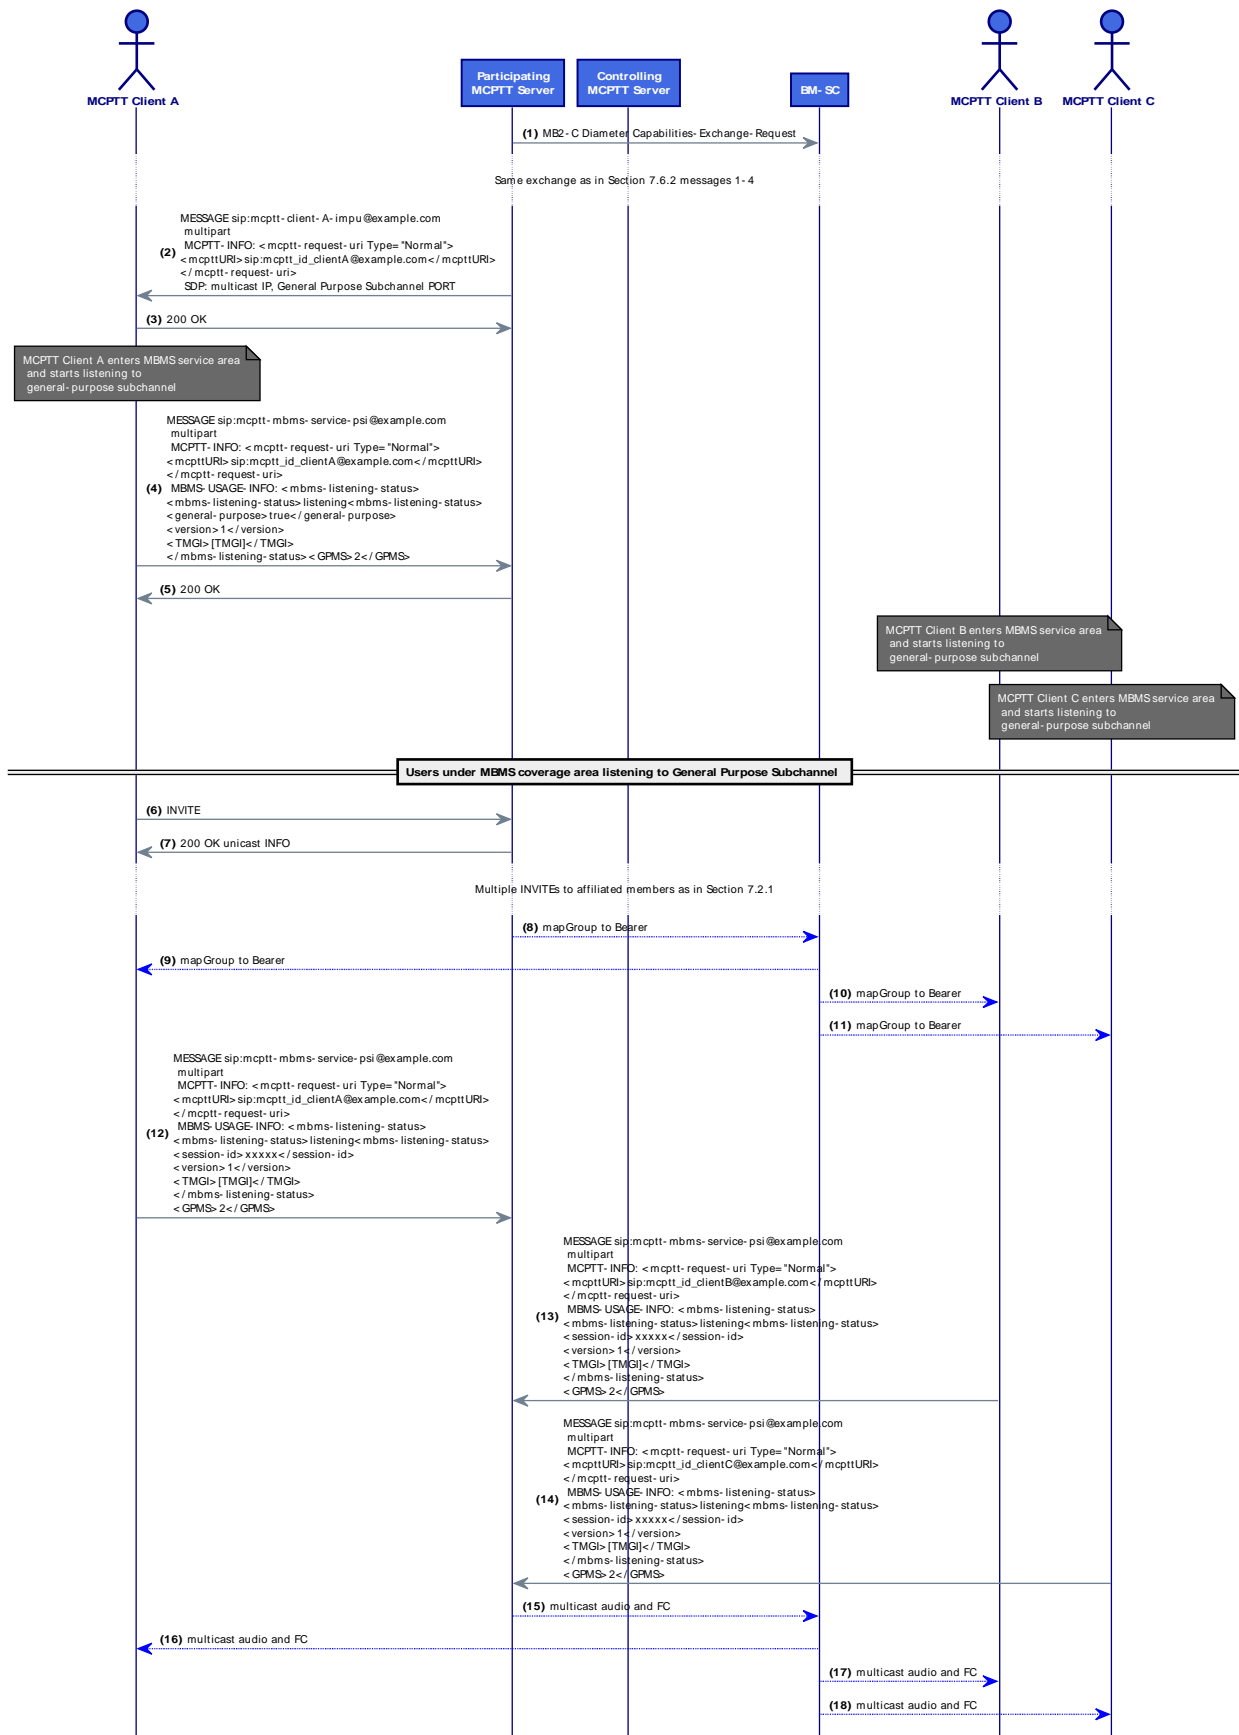 MCPTT Client A
Participating
MCPTT Server
Controlling
MCPTT Server
BM-SC
MCPTT Client B
MCPTT Client C
(1) MB2-C Diameter Capabilities-Exchange-Request
Same exchange as in Section 7.6.2 messages 1-4
MESSAGE sip:mcptt-client-A-impu@example.com
multipart
(2) MCPTT-INFO: <mcptt-request-uri Type="Normal">
<mcpttURI>sip:mcptt_id_clientA@example.com</mcpttURI>
</mcptt-request-uri>
SDP: multicast IP, General Purpose Subchannel PORT
(3) 200 OK
MCPTT Client A enters MBMS service area
and starts listening to
general-purpose subchannel
MESSAGE sip:mcptt-mbms-service-psi@example.com
multipart
MCPTT-INFO: <mcptt-request-uri Type="Normal">
<mcpttURI>sip:mcptt_id_clientA@example.com</mcpttURI>
</mcptt-request-uri>
(4) MBMS-USAGE-INFO: <mbms-listening-status>
<mbms-listening-status>listening<mbms-listening-status>
<general-purpose>true</general-purpose>
<version>1</version>
<TMGI>[TMGI]</TMGI>
</mbms-listening-status><GPMS>2</GPMS>
(5) 200 OK
MCPTT Client B enters MBMS service area
and starts listening to
general-purpose subchannel
MCPTT Client C enters MBMS service area
and starts listening to
general-purpose subchannel
Users under MBMS coverage area listening to General Purpose Subchannel
(6) INVITE
(7) 200 OK unicast INFO
Multiple INVITEs to affiliated members as in Section 7.2.1
(8) mapGroup to Bearer
(9) mapGroup to Bearer
(10) mapGroup to Bearer
(11) mapGroup to Bearer
MESSAGE sip:mcptt-mbms-service-psi@example.com
multipart
MCPTT-INFO: <mcptt-request-uri Type="Normal">
<mcpttURI>sip:mcptt_id_clientA@example.com</mcpttURI>
</mcptt-request-uri>
(12) MBMS-USAGE-INFO: <mbms-listening-status>
<mbms-listening-status>listening<mbms-listening-status>
<session-id>xxxxx</session-id>
<version>1</version>
<TMGI>[TMGI]</TMGI>
</mbms-listening-status>
<GPMS>2</GPMS>
MESSAGE sip:mcptt-mbms-service-psi@example.com
multipart
MCPTT-INFO: <mcptt-request-uri Type="Normal">
<mcpttURI>sip:mcptt_id_clientB@example.com</mcpttURI>
</mcptt-request-uri>
(13) MBMS-USAGE-INFO: <mbms-listening-status>
<mbms-listening-status>listening<mbms-listening-status>
<session-id>xxxxx</session-id>
<version>1</version>
<TMGI>[TMGI]</TMGI>
</mbms-listening-status>
<GPMS>2</GPMS>
MESSAGE sip:mcptt-mbms-service-psi@example.com
multipart
MCPTT-INFO: <mcptt-request-uri Type="Normal">
<mcpttURI>sip:mcptt_id_clientC@example.com</mcpttURI>
</mcptt-request-uri>
(14) MBMS-USAGE-INFO: <mbms-listening-status>
<mbms-listening-status>listening<mbms-listening-status>
<session-id>xxxxx</session-id>
<version>1</version>
<TMGI>[TMGI]</TMGI>
</mbms-listening-status>
<GPMS>2</GPMS>
(15) multicast audio and FC
(16) multicast audio and FC
(17) multicast audio and FC
(18) multicast audio and FC